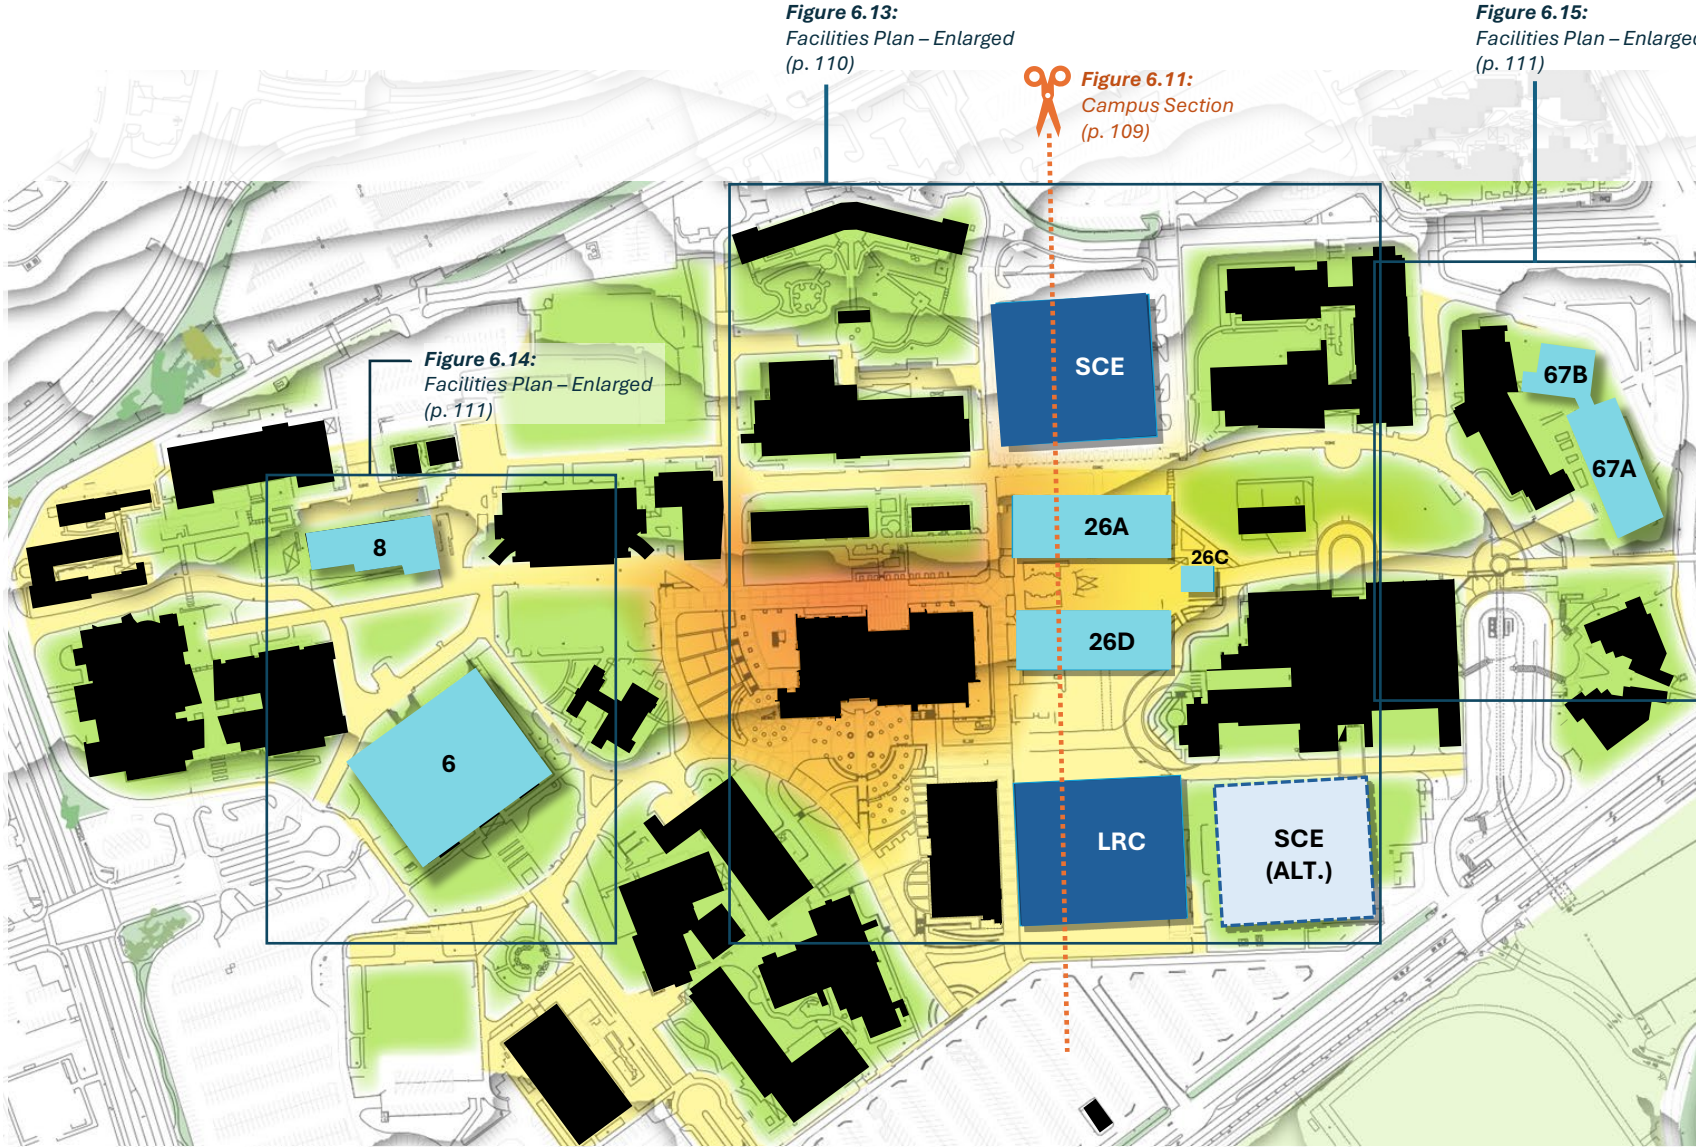 Figure 6.13:
Facilities Plan – Enlarged
(p. 110)
Figure 6.15:
Facilities Plan – Enlarged
(p. 111)
Figure 6.11:
Campus Section
(p. 109)
Figure 6.14:
Facilities Plan – Enlarged
(p. 111)
SCE
67B
67A
26A
8
26C
26D
6
LRC
SCE
(ALT.)